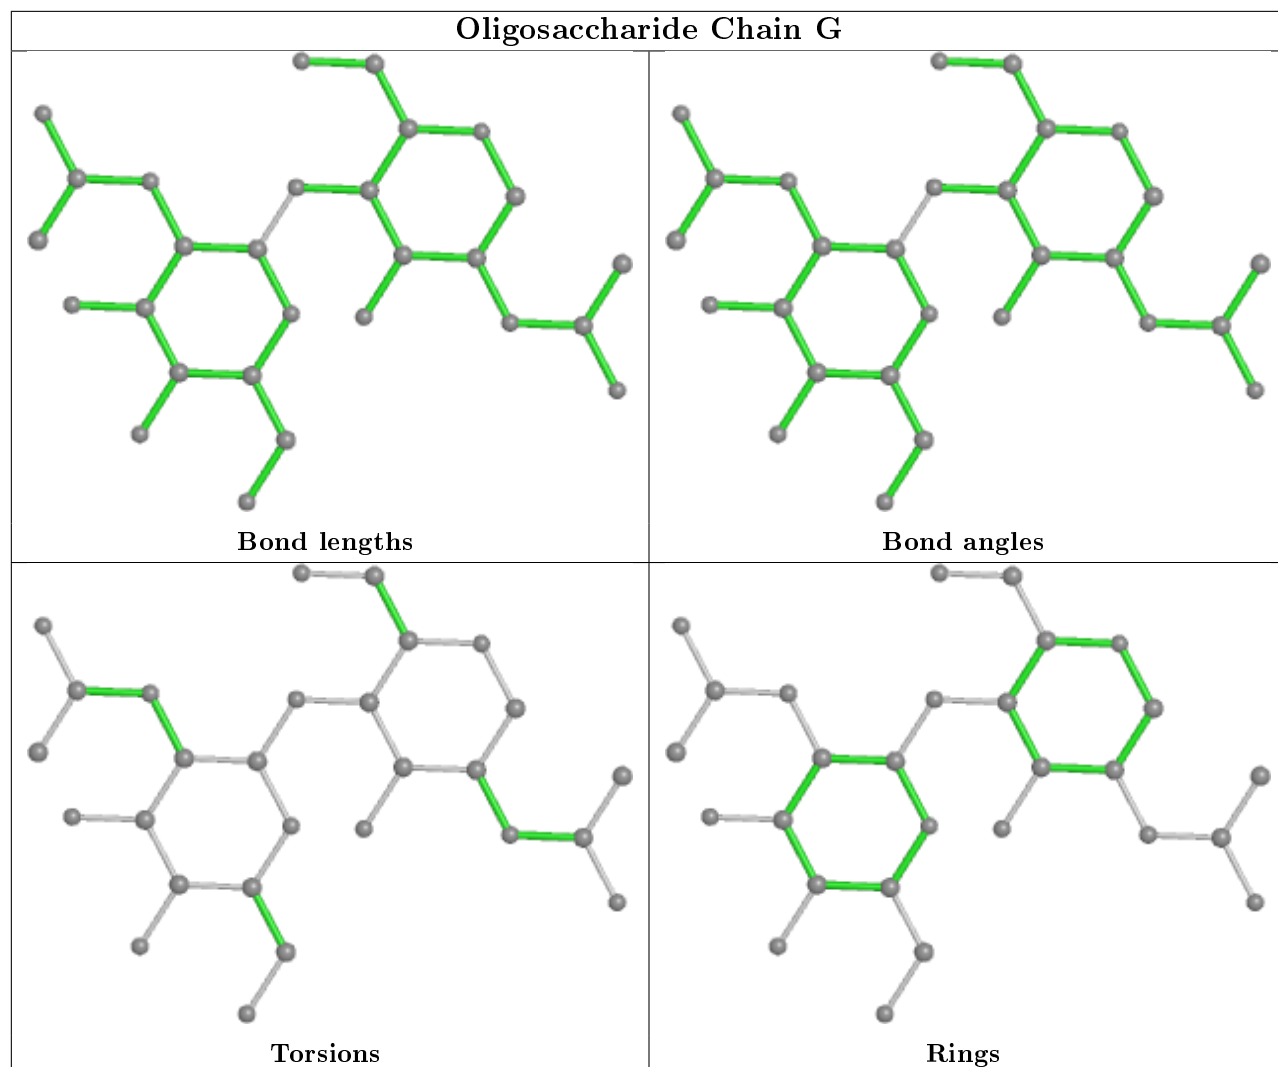 Oligosaccharide Chain G
Bond lengths
Bond angles
Torsions
Rings